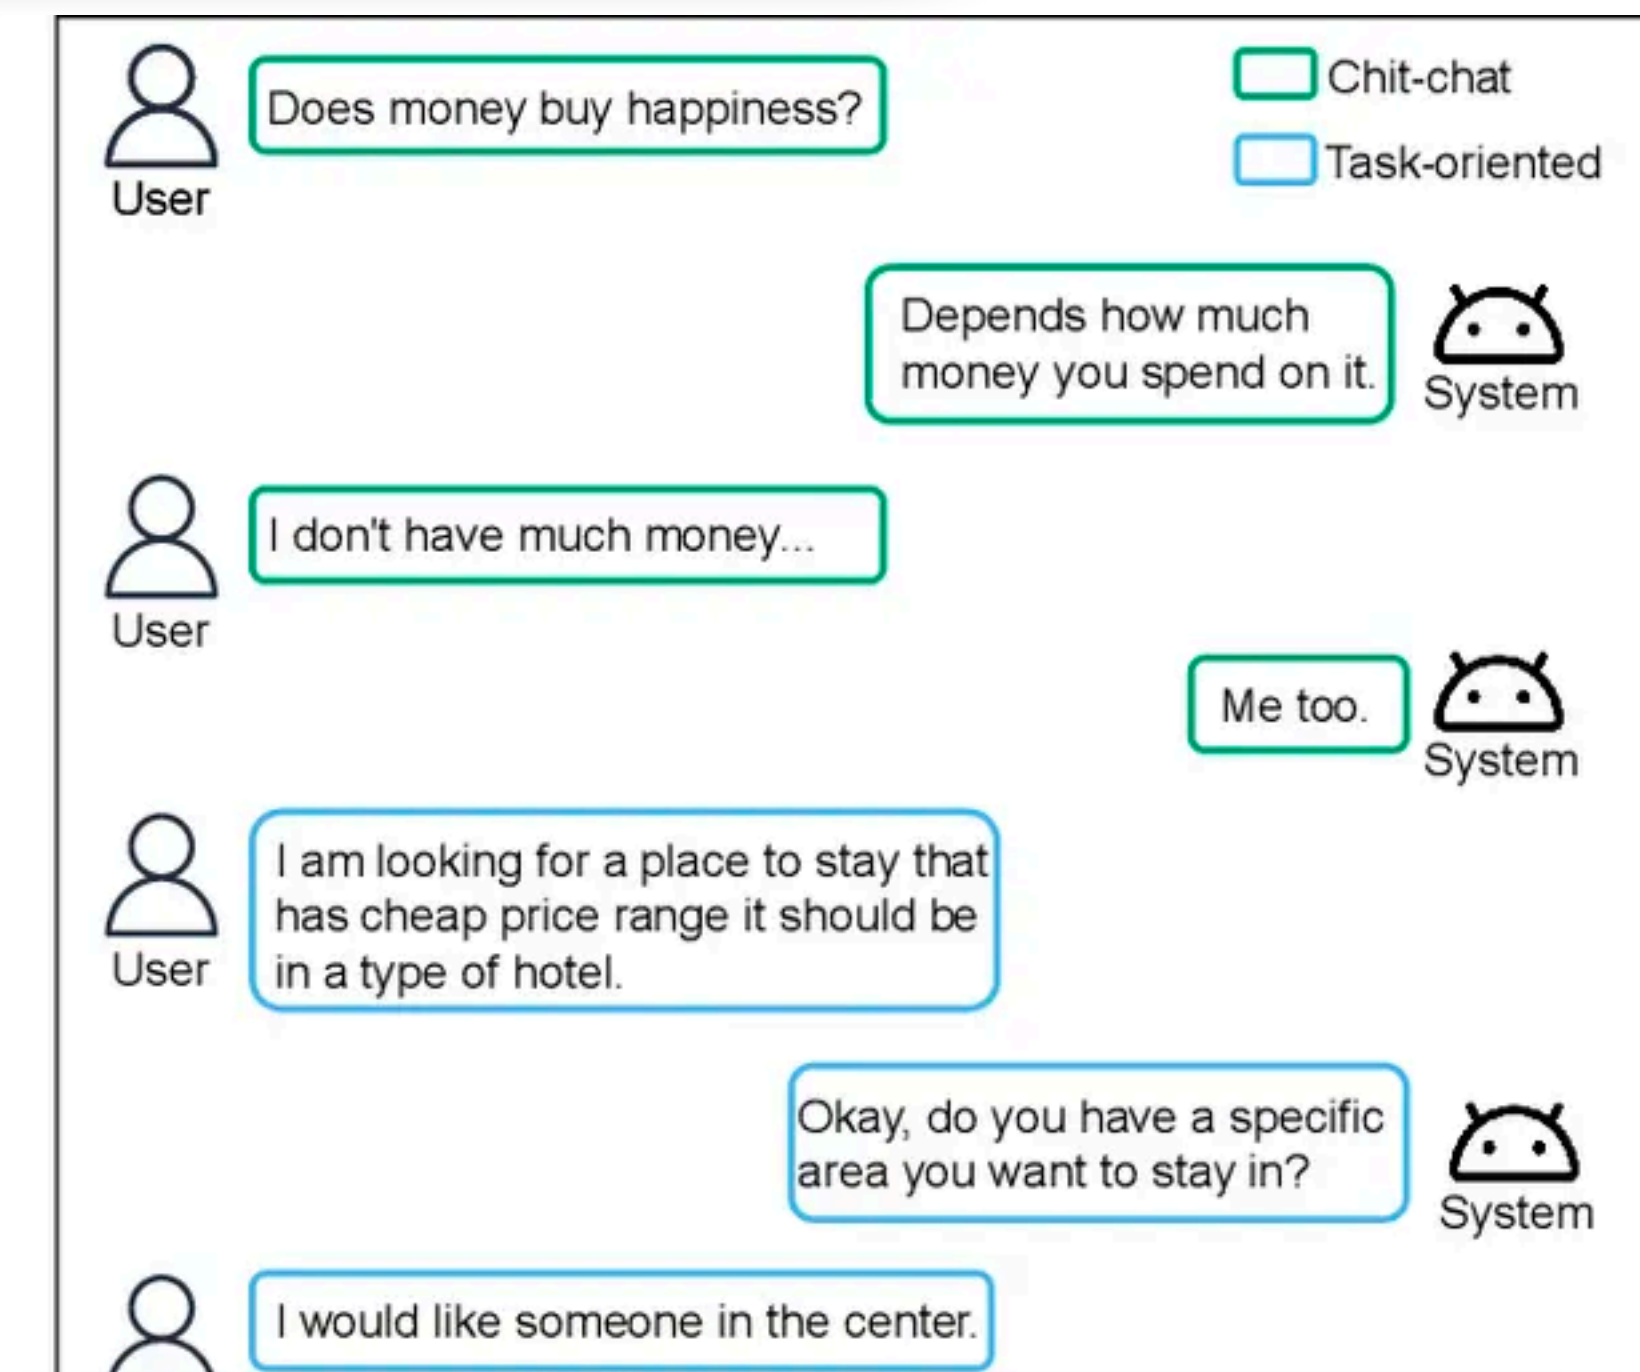 Does money buy happiness?
Chit-chat
Task-oriented
User
Depends how much
money you spend on it.
System
I don't have much money...
User
Me too.
System
I am looking for a place to stay that
has cheap price range it should be
in a type of hotel.
User
Okay, do you have a specific
area you want to stay in?
System
I would like someone in the center.